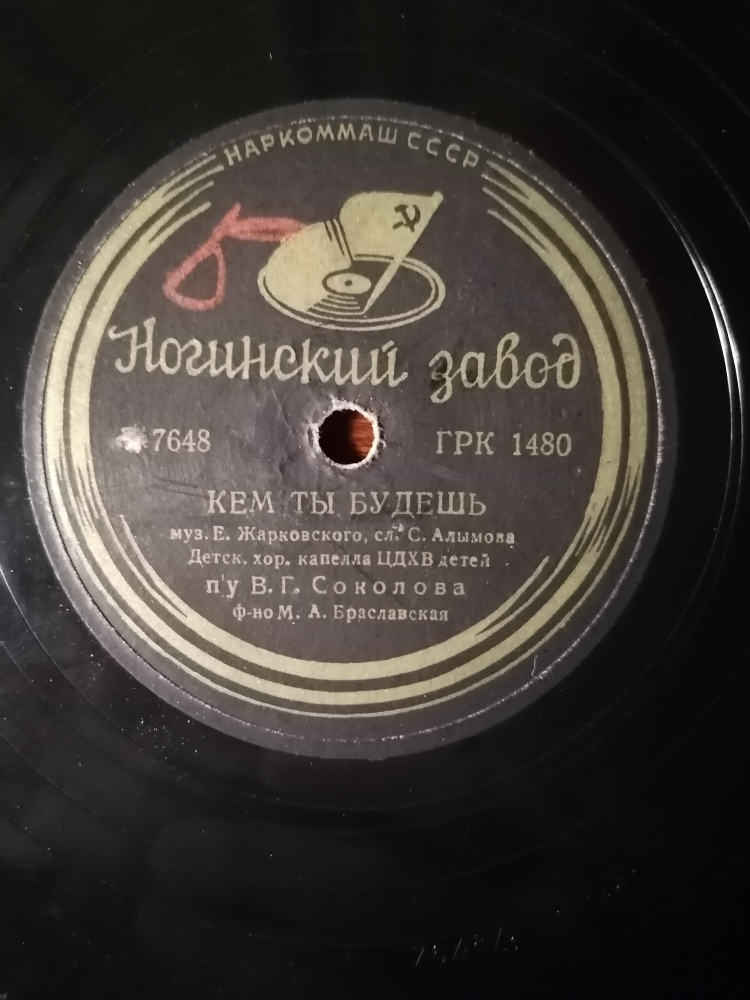 НАРКОММАШ СССР
Ногинский завод
7648 ГРК 1480
КЕМ ТЫ БУДЕШЬ
муз. Е. Жарковского, сл. С. Алымова
Детск. хор. капелла ЦДХВ детей
п/у В. Г. Соколова
ф-но М. А. Браславская